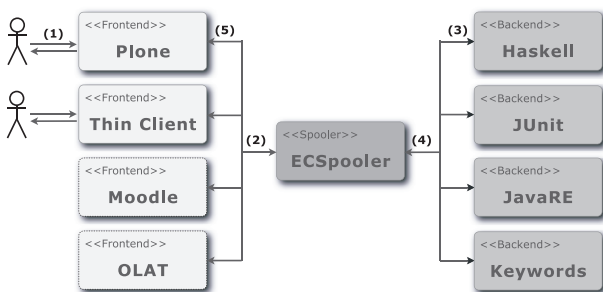 (1)
<<Frontend>>
Plone
(5)
(3)
<<Backend>>
Haskell
<<Frontend>>
Thin Client
<<Backend>>
JUnit
(2)
<<Spooler>>
ECSpooler
(4)
<<Frontend>>
Moodle
<<Backend>>
JavaRE
<<Frontend>>
OLAT
<<Backend>>
Keywords